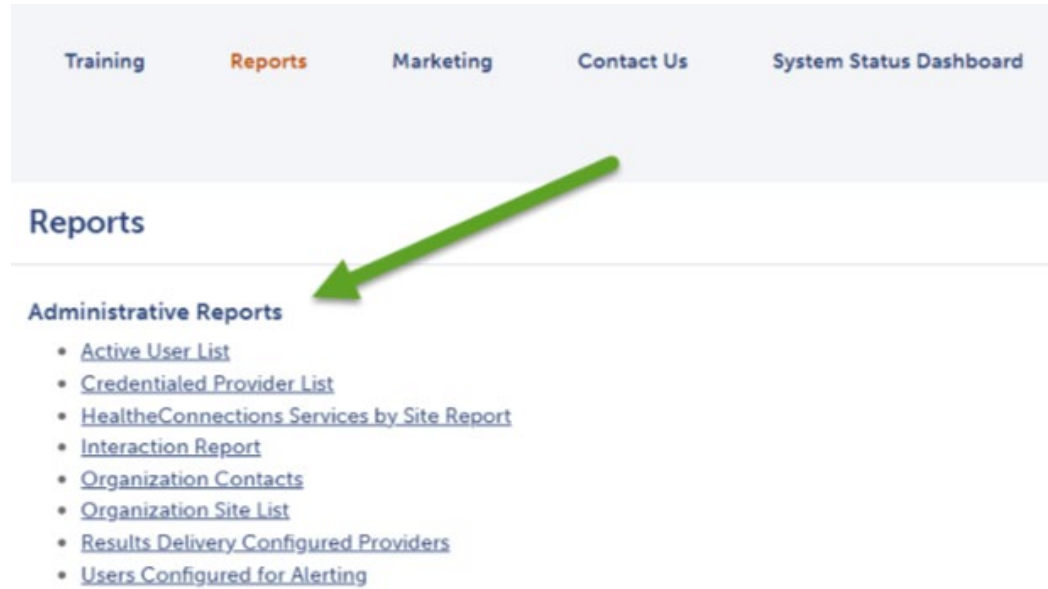 Training Reports Marketing Contact Us System Status Dashboard
Reports
Administrative Reports
Active User List
Credentialed Provider List
HealtheConnections Services by Site Report
Interaction Report
Organization Contacts
Organization Site List
Results Delivery Configured Providers
Users Configured for Alerting